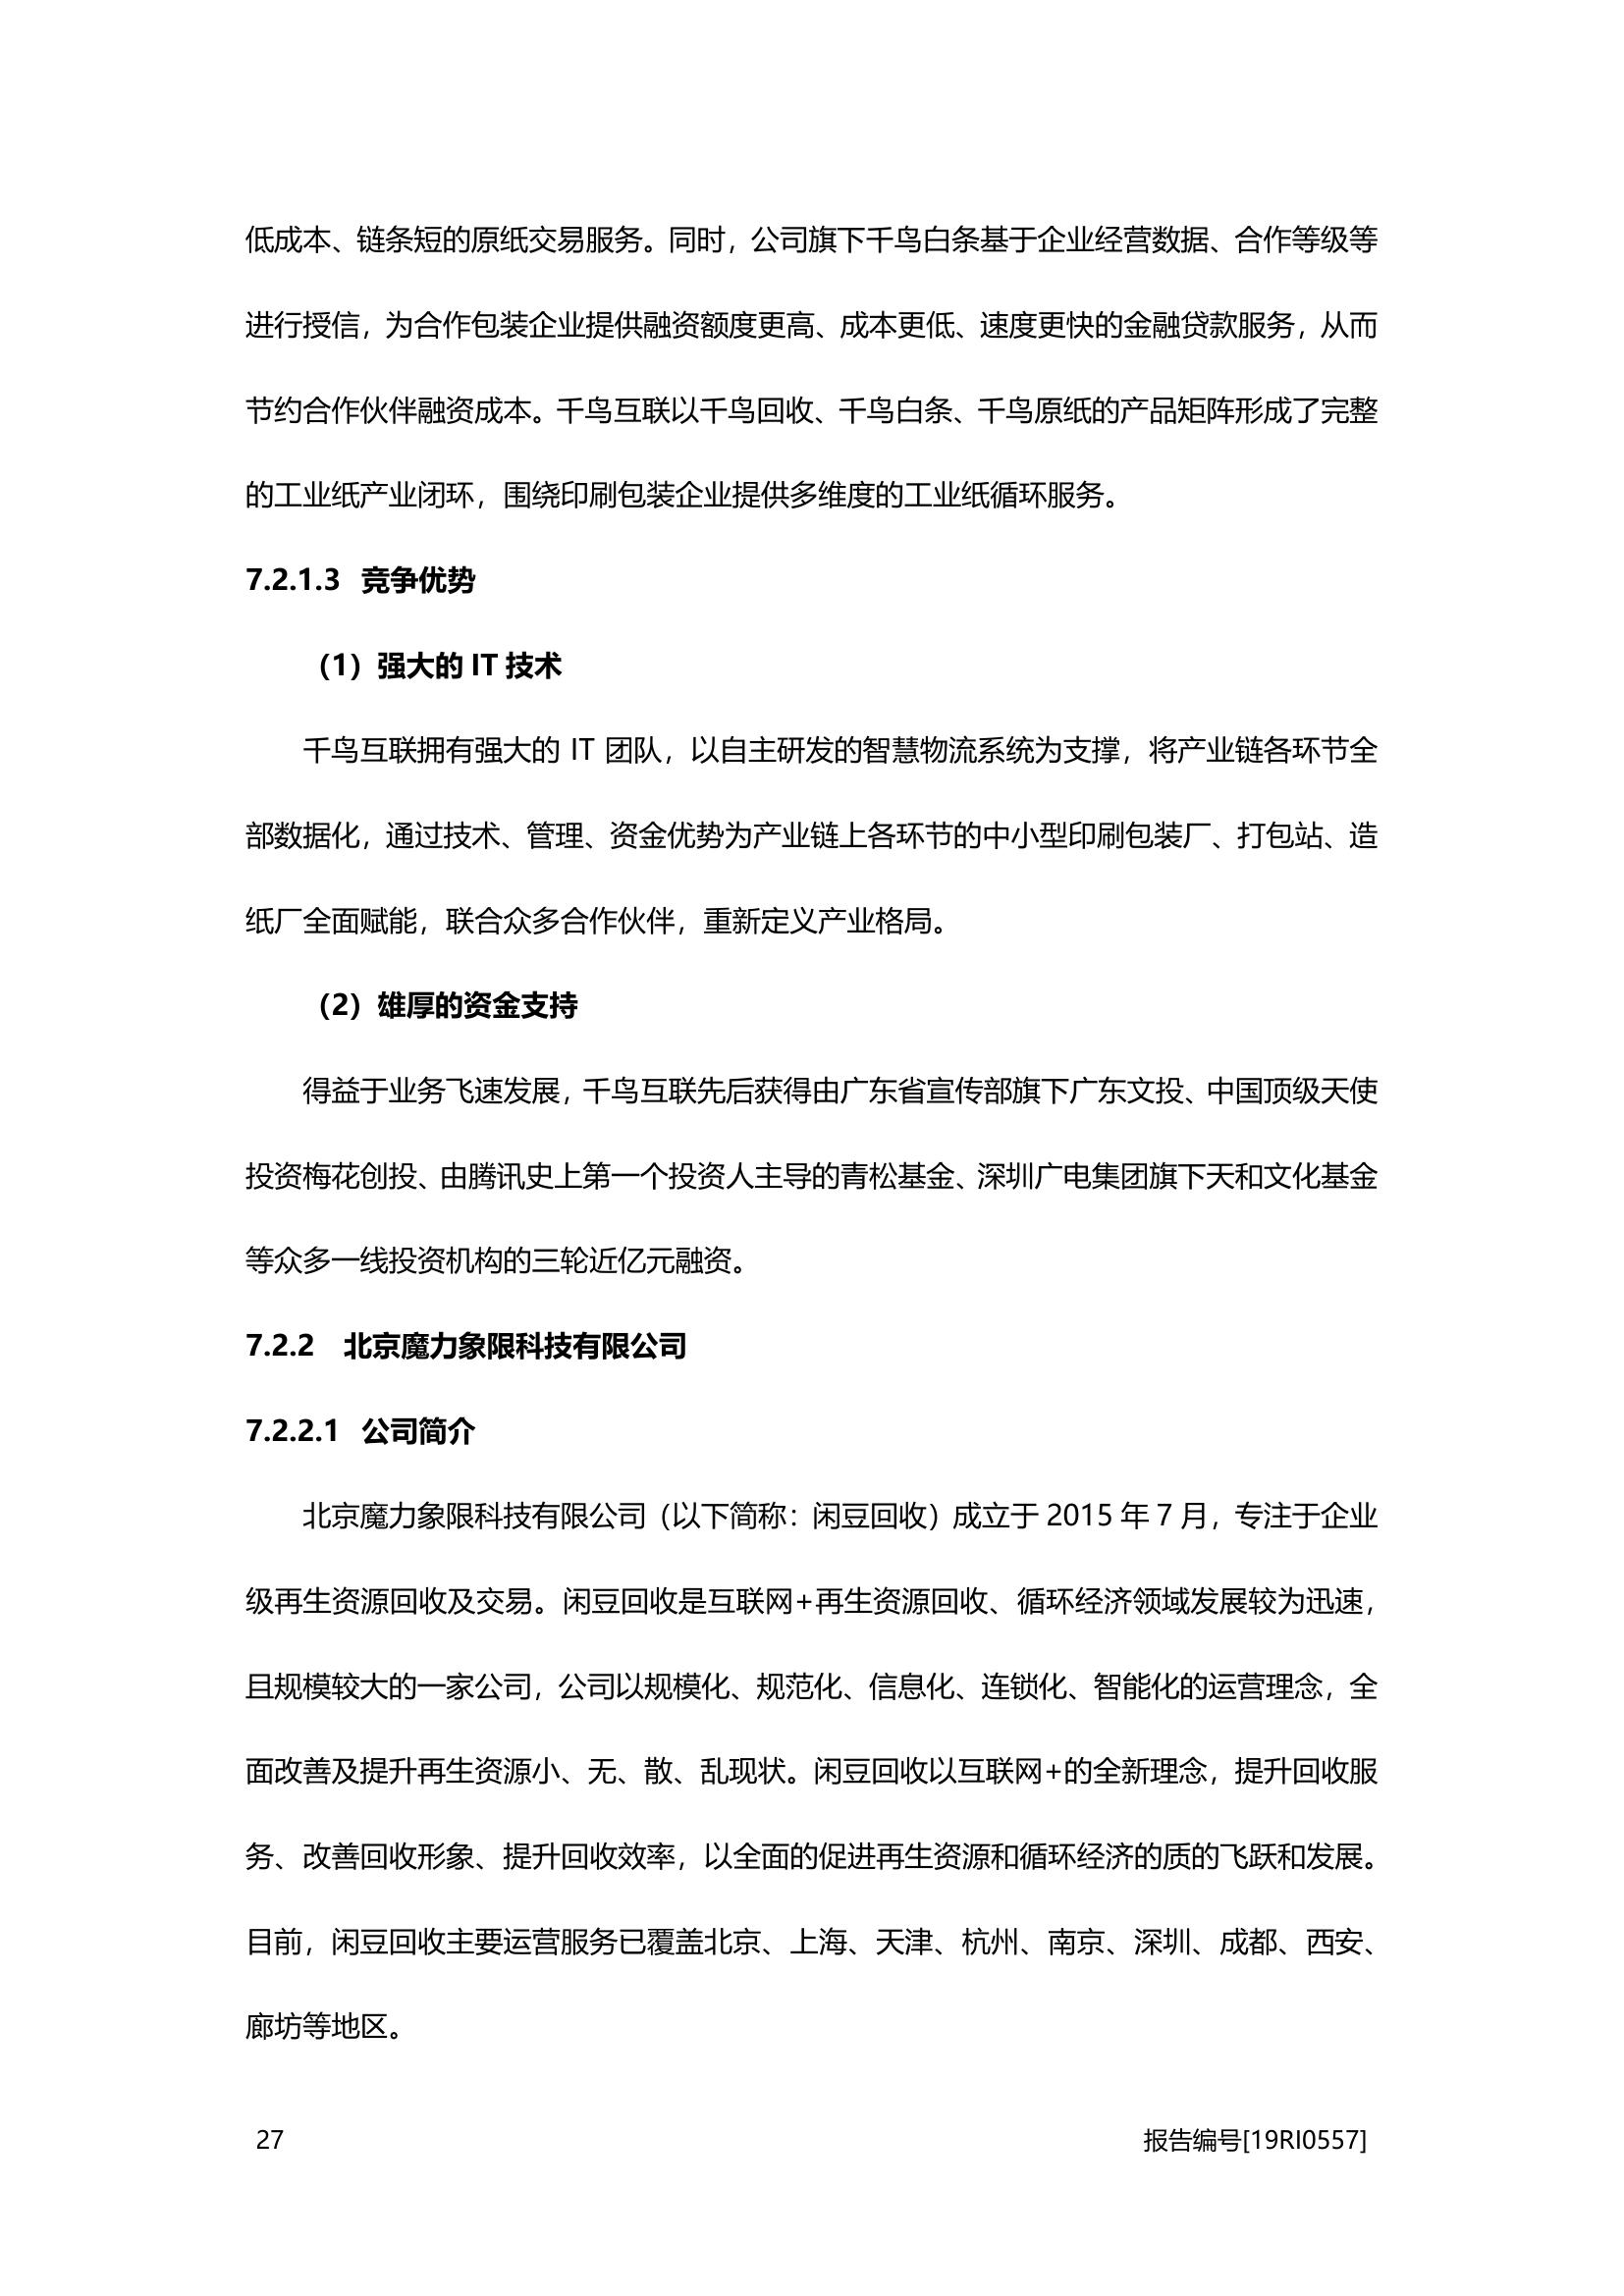 低成本、链条短的原纸交易服务。同时，公司旗下千鸟白条基于企业经营数据、合作等级等
进行授信，为合作包装企业提供融资额度更高、成本更低、速度更快的金融贷款服务，从而
节约合作伙伴融资成本。千鸟互联以千鸟回收、千鸟白条、千鸟原纸的产品矩阵形成了完整
的工业纸产业闭环，围绕印刷包装企业提供多维度的工业纸循环服务。
7.2.1.3 竞争优势
（1）强大的 IT 技术
千鸟互联拥有强大的 IT 团队，以自主研发的智慧物流系统为支撑，将产业链各环节全
部数据化，通过技术、管理、资金优势为产业链上各环节的中小型印刷包装厂、打包站、造
纸厂全面赋能，联合众多合作伙伴，重新定义产业格局。
（2）雄厚的资金支持
得益于业务飞速发展，千鸟互联先后获得由广东省宣传部旗下广东文投、中国顶级天使
投资梅花创投、由腾讯史上第一个投资人主导的青松基金、深圳广电集团旗下天和文化基金
等众多一线投资机构的三轮近亿元融资。
7.2.2 北京魔力象限科技有限公司
7.2.2.1 公司简介
北京魔力象限科技有限公司（以下简称：闲豆回收）成立于 2015 年 7 月，专注于企业
级再生资源回收及交易。闲豆回收是互联网+再生资源回收、循环经济领域发展较为迅速，
且规模较大的一家公司，公司以规模化、规范化、信息化、连锁化、智能化的运营理念，全
面改善及提升再生资源小、无、散、乱现状。闲豆回收以互联网+的全新理念，提升回收服
务、改善回收形象、提升回收效率，以全面的促进再生资源和循环经济的质的飞跃和发展。
目前，闲豆回收主要运营服务已覆盖北京、上海、天津、杭州、南京、深圳、成都、西安、
廊坊等地区。
27 报告编号[19RI0557]